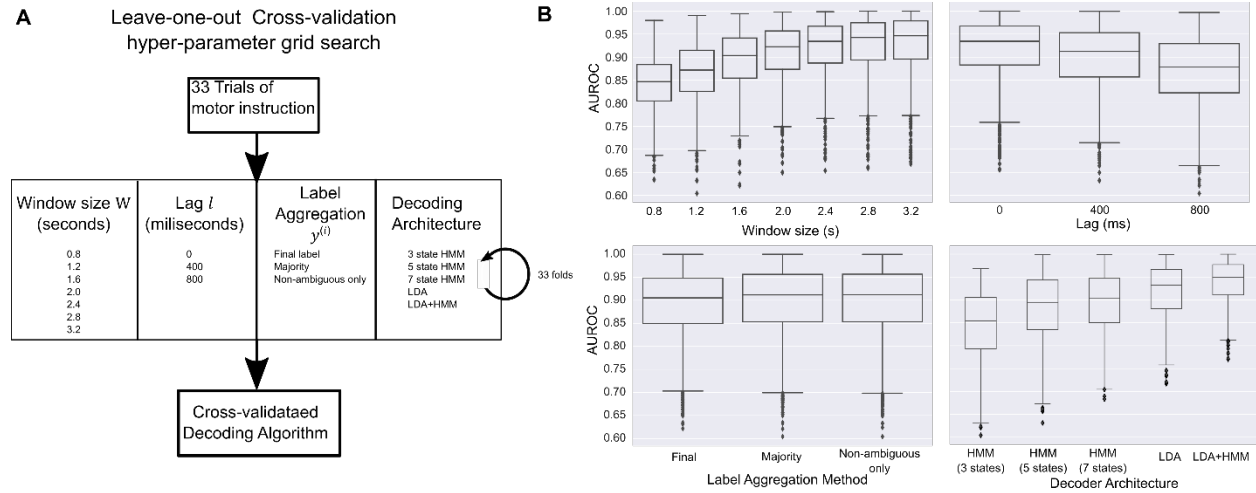 A
Leave-one-out Cross-validation
hyper-parameter grid search
33 Trials of
motor instruction
Window size W
(seconds)
0.8
1.2
1.6
2.0
2.4
2.8
3.2
Lag l
(miliseconds)
0
400
800
Label
Aggregation
y(i)
Final label
Majority
Non-ambiguous only
Decoding
Architecture
3 state HMM
5 state HMM
7 state HMM
LDA
LDA+HMM
33 folds
Cross-validataed
Decoding Algorithm
B
AUROC
1.00
0.95
0.90
0.85
0.80
0.75
0.70
0.65
0.60
0.8 1.2 1.6 2.0 2.4 2.8 3.2
Window size (s)
0 400 800
Lag (ms)
AUROC
1.00
0.95
0.90
0.85
0.80
0.75
0.70
0.65
0.60
Final Majority Non-ambiguous
only
Label Aggregation Method
HMM HMM HMM LDA LDA+HMM
(3 states) (5 states) (7 states)
Decoder Architecture